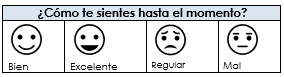 ¿Cómo te sientes hasta el momento?
Bien Excelente Regular Mal